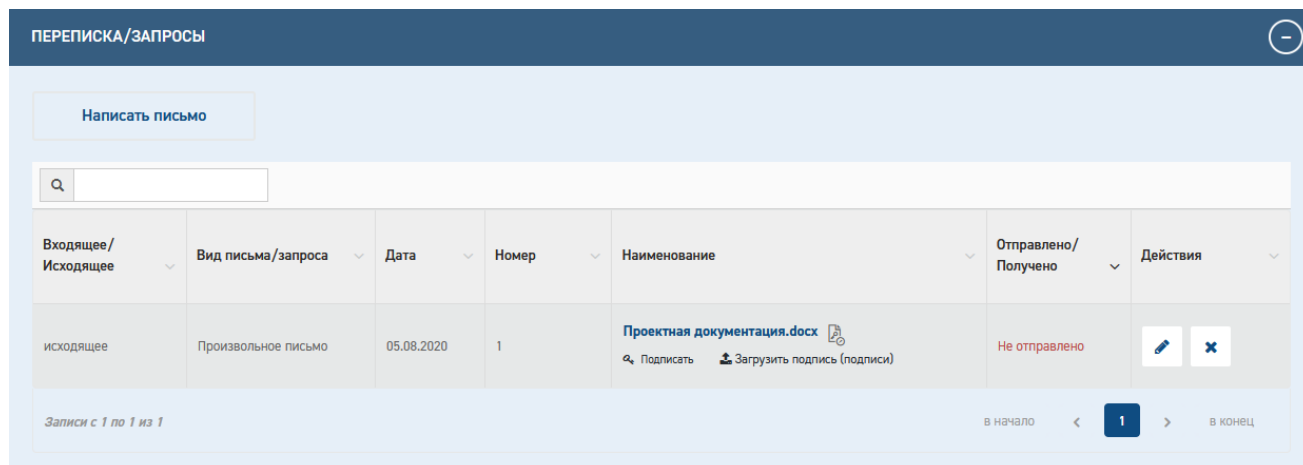 ПЕРЕПИСКА/ЗАПРОСЫ
Написать письмо
Входящее/
Исходящее
Вид письма/запроса
Дата
Номер
Наименование
Отправлено/
Получено
Действия
исходящее
Произвольное письмо
05.08.2020
1
Проектная документация.docx
Подписать
Загрузить подпись (подписи)
Не отправлено
Записи с 1 по 1 из 1
в начало
1
в конец